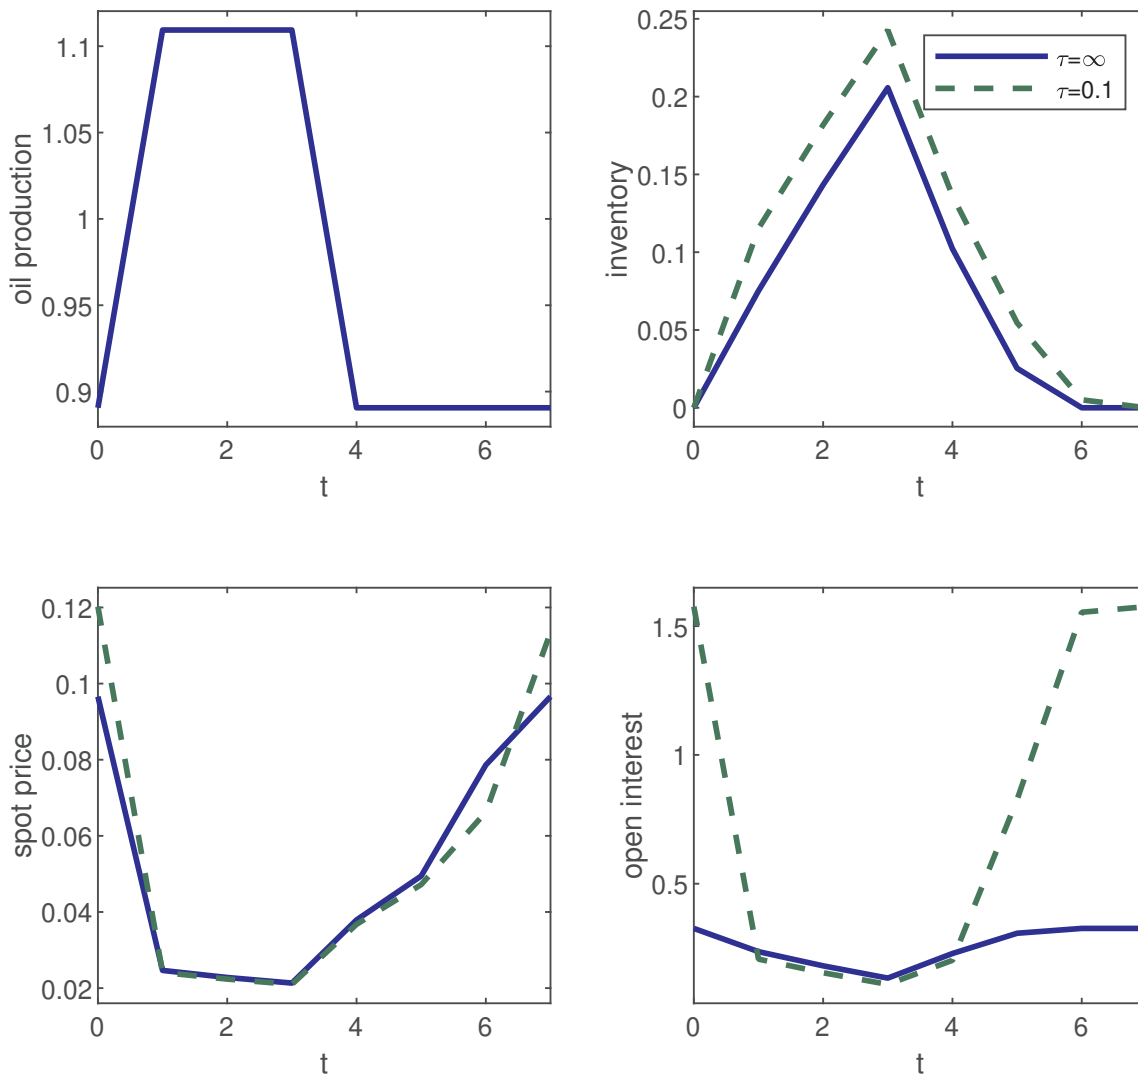 oil production
1.1
1.05
1
0.95
0.9
0 2 4 6
t
inventory
0.25
0.2
0.15
0.1
0.05
0
0 2 4 6
t
τ=∞
τ=0.1
spot price
0.12
0.1
0.08
0.06
0.04
0.02
0 2 4 6
t
open interest
1.5
1
0.5
0 2 4 6
t